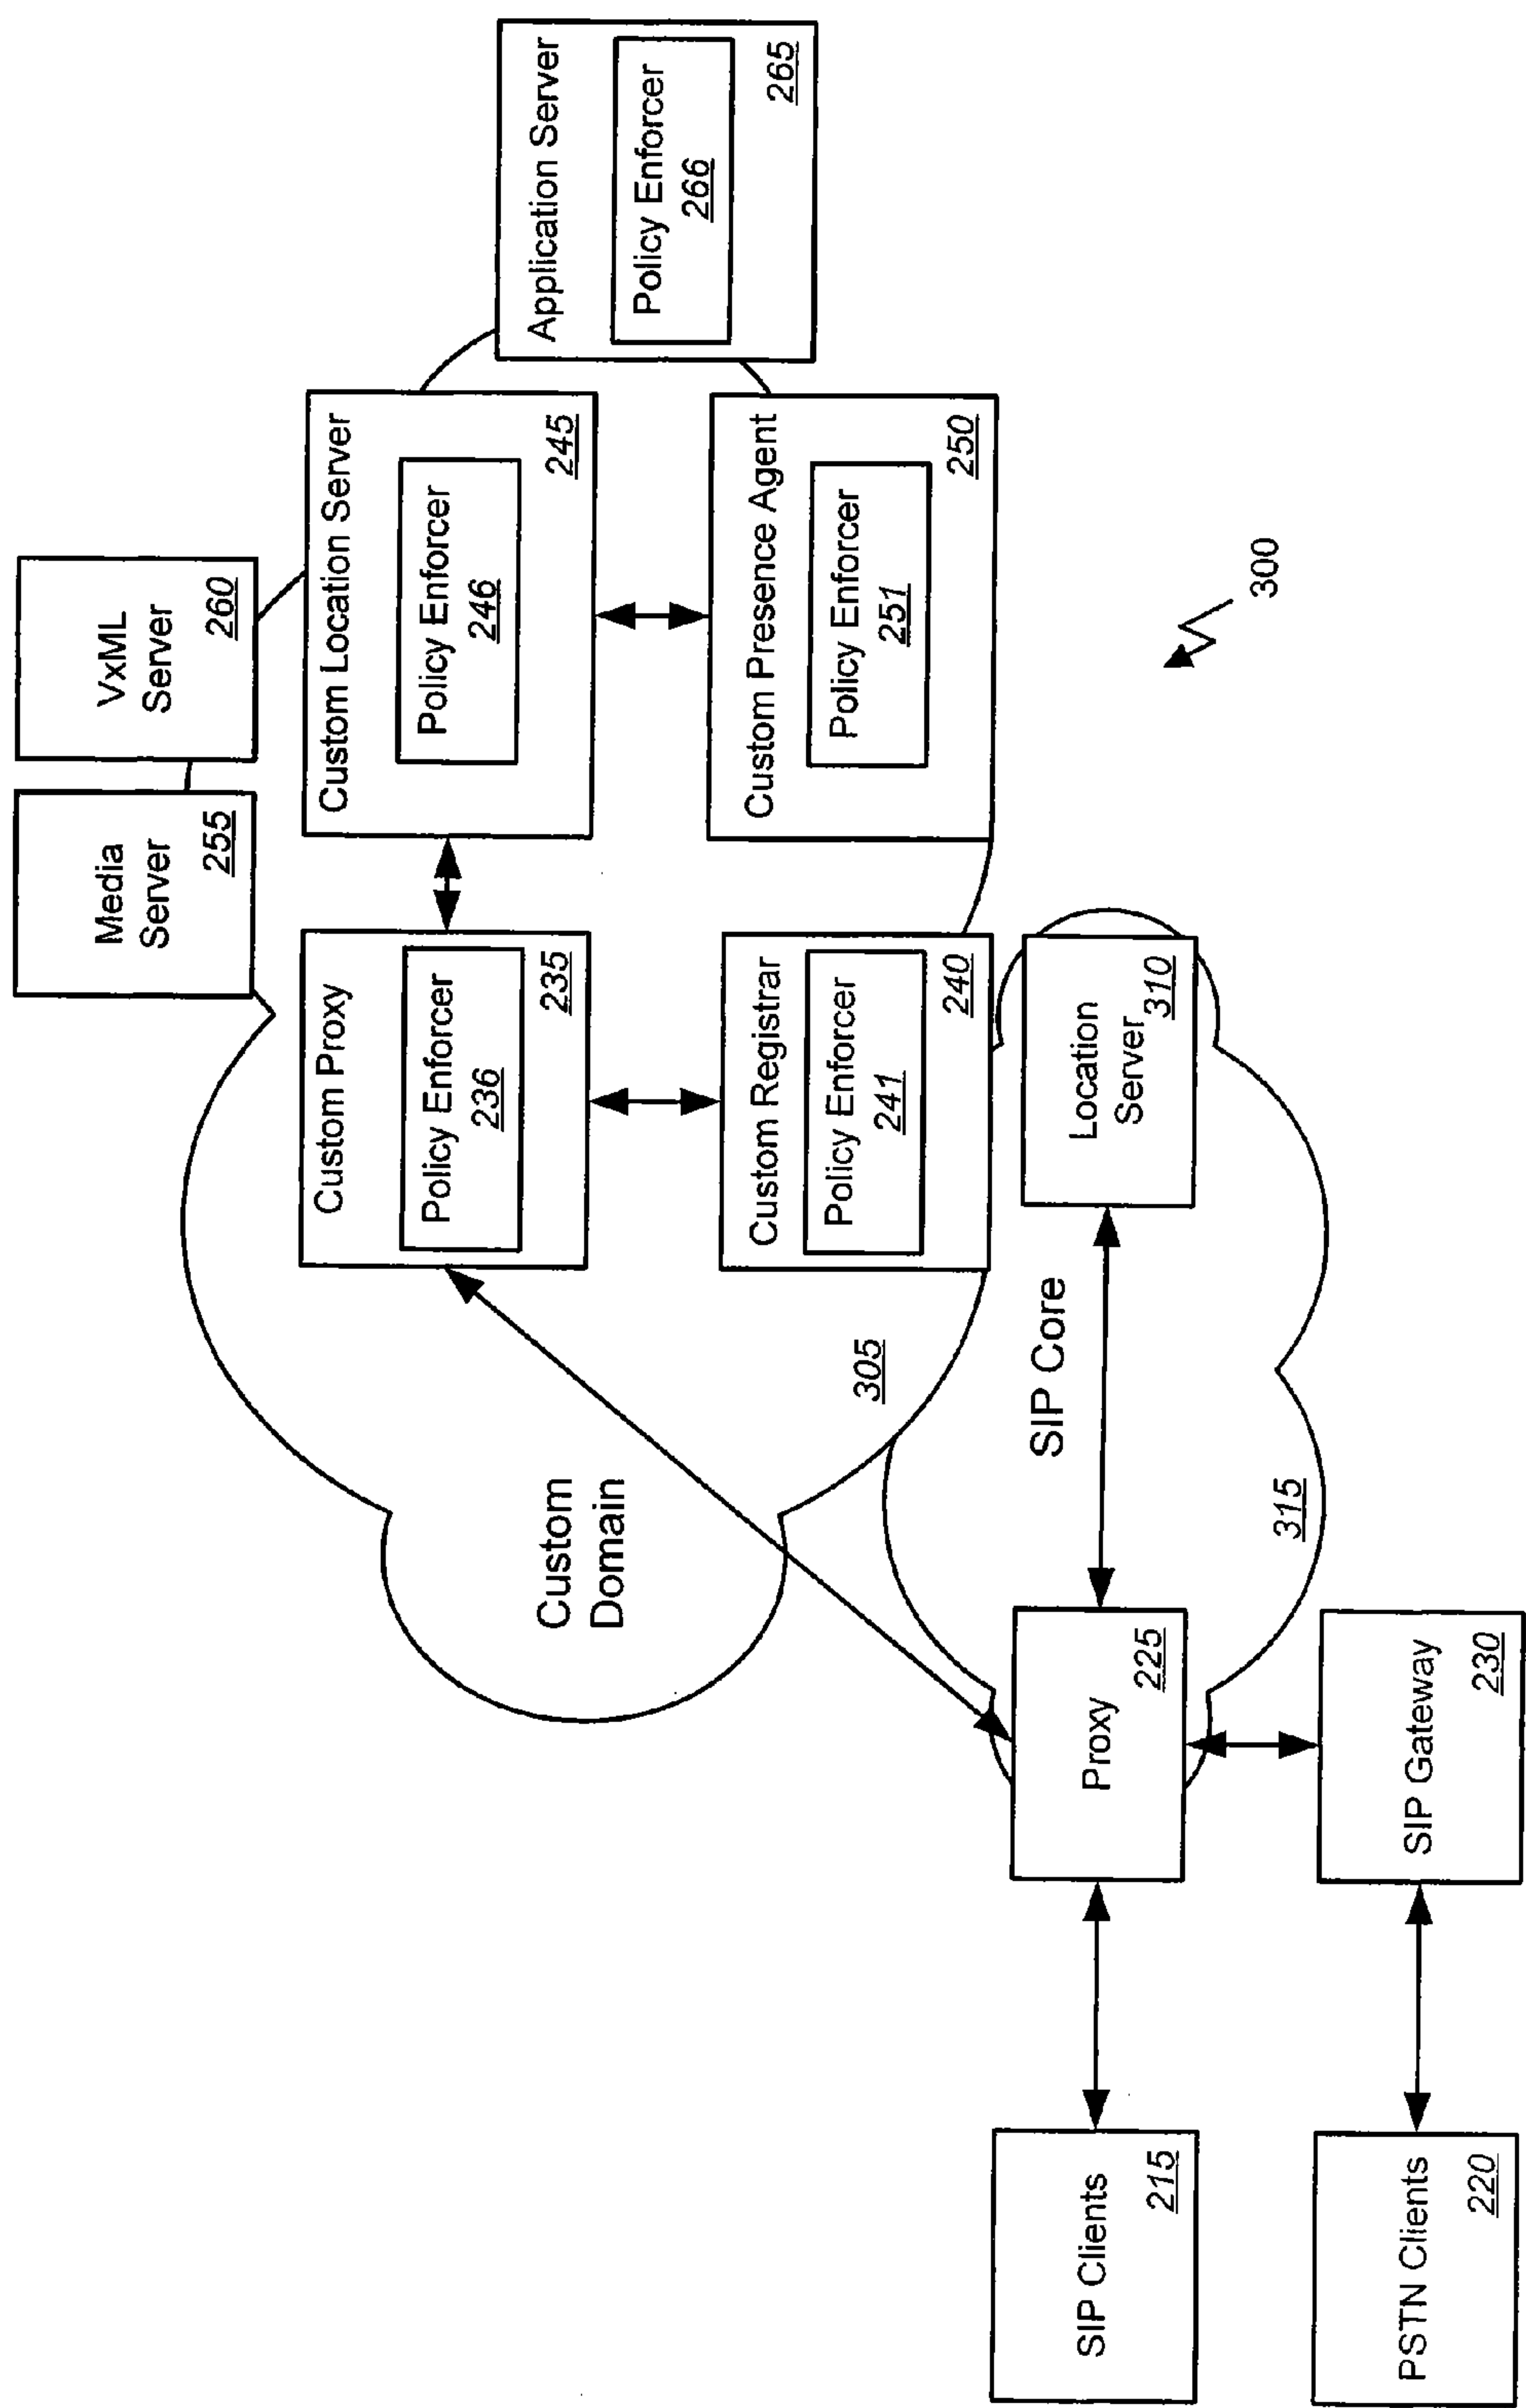 Media
Server
255
VxML
Server
260
Custom Proxy
Policy Enforcer
236
235
Custom Location Server
Policy Enforcer
246
245
Application Server
Policy Enforcer
266
265
Custom
Domain
305
Custom Registrar
Policy Enforcer
241
240
Custom Presence Agent
Policy Enforcer
251
250
SIP Clients
215
Proxy
225
SIP Core
Location
Server
310
315
300
PSTN Clients
220
SIP Gateway
230